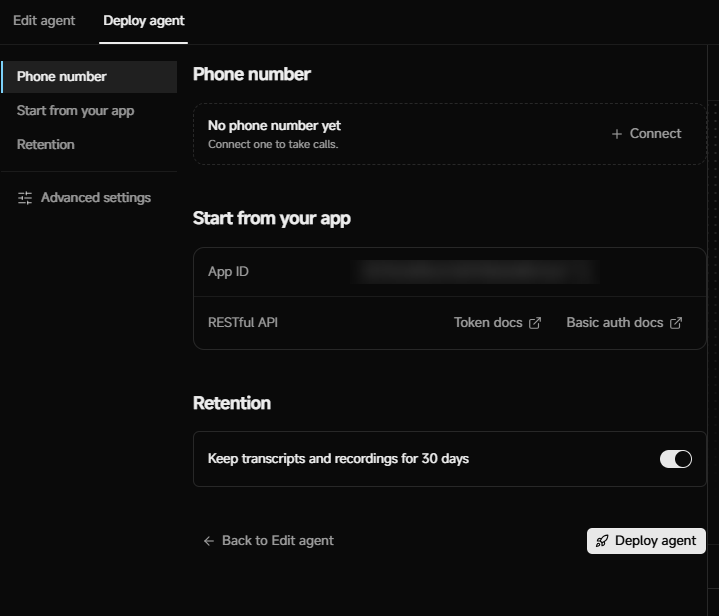 Edit agent
Deploy agent
Phone number
Start from your app
Retention
Advanced settings
Phone number
No phone number yet
Connect one to take calls.
+ Connect
Start from your app
App ID
RESTful API
Token docs
Basic auth docs
Retention
Keep transcripts and recordings for 30 days
← Back to Edit agent
Deploy agent